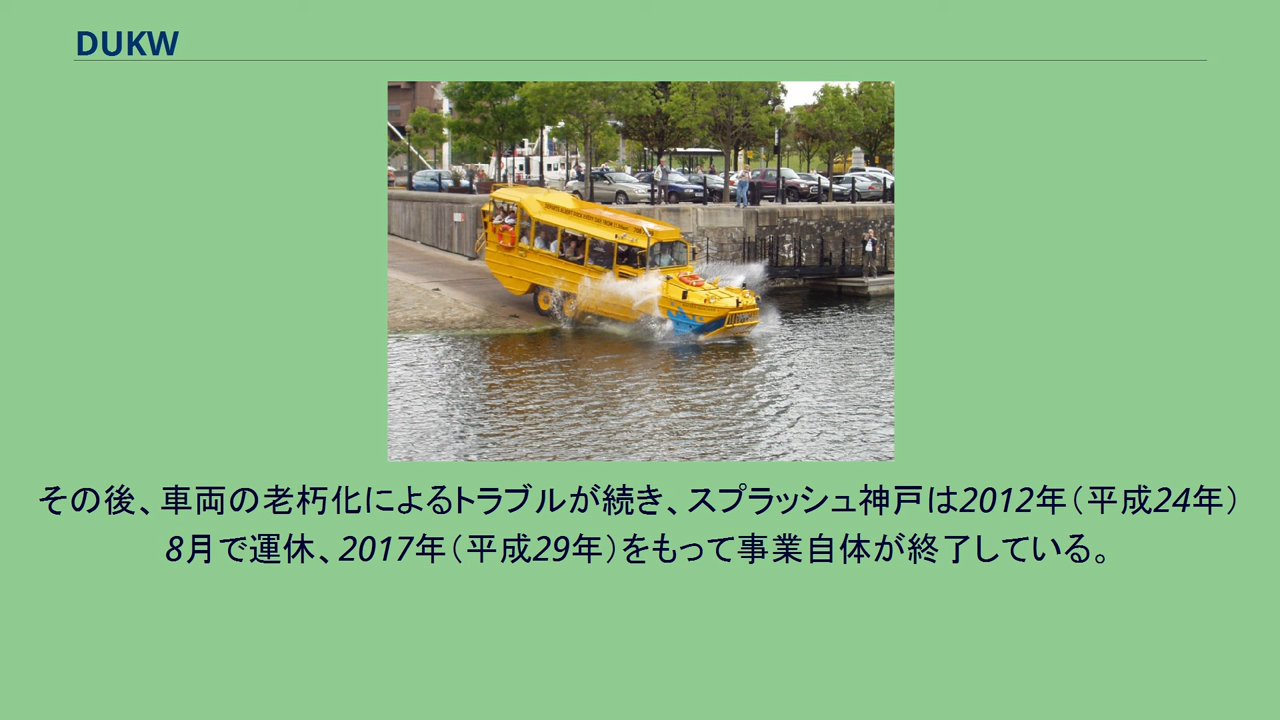 DUKW
その後、車両の老朽化によるトラブルが続き、スプラッシュ神戸は2012年（平成24年）
8月で運休、2017年（平成29年）をもって事業自体が終了している。